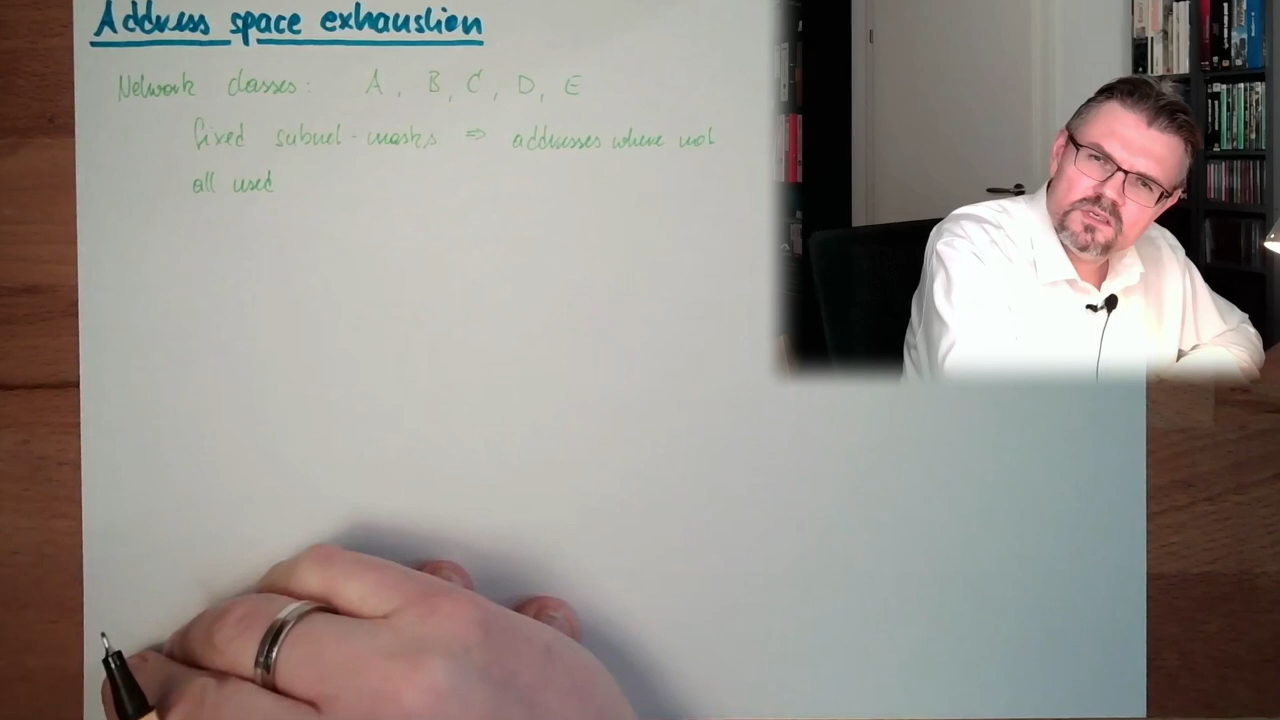 Address space exhaustion
Network classes: A, B, C, D, E
fixed subnet-masks ⇒ addresses where not
all used